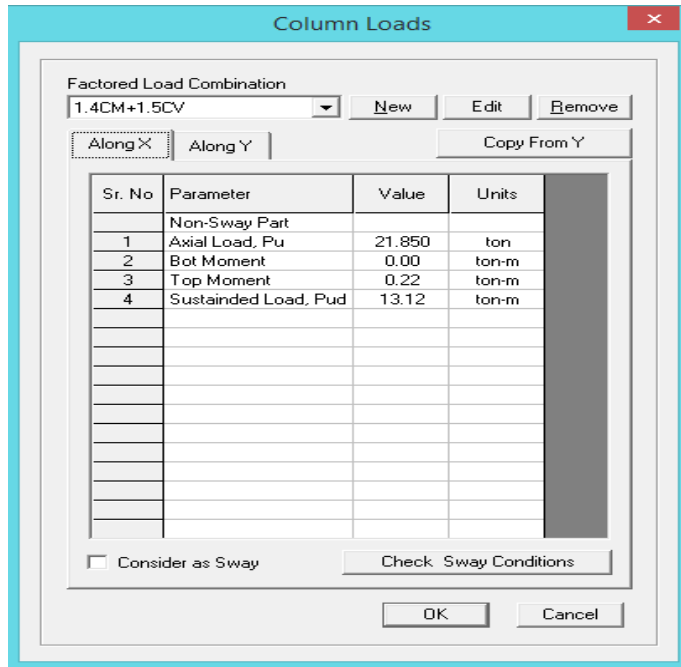 Column Loads
Factored Load Combination
1.4CM+1.5CV New Edit Remove
Along X Along Y Copy From Y
Sr. No Parameter Value Units
Non-Sway Part
1 Axial Load, Pu 21.850 ton
2 Bot Moment 0.00 ton-m
3 Top Moment 0.22 ton-m
4 Sustainded Load, Pud 13.12 ton-m
Consider as Sway Check Sway Conditions
OK Cancel